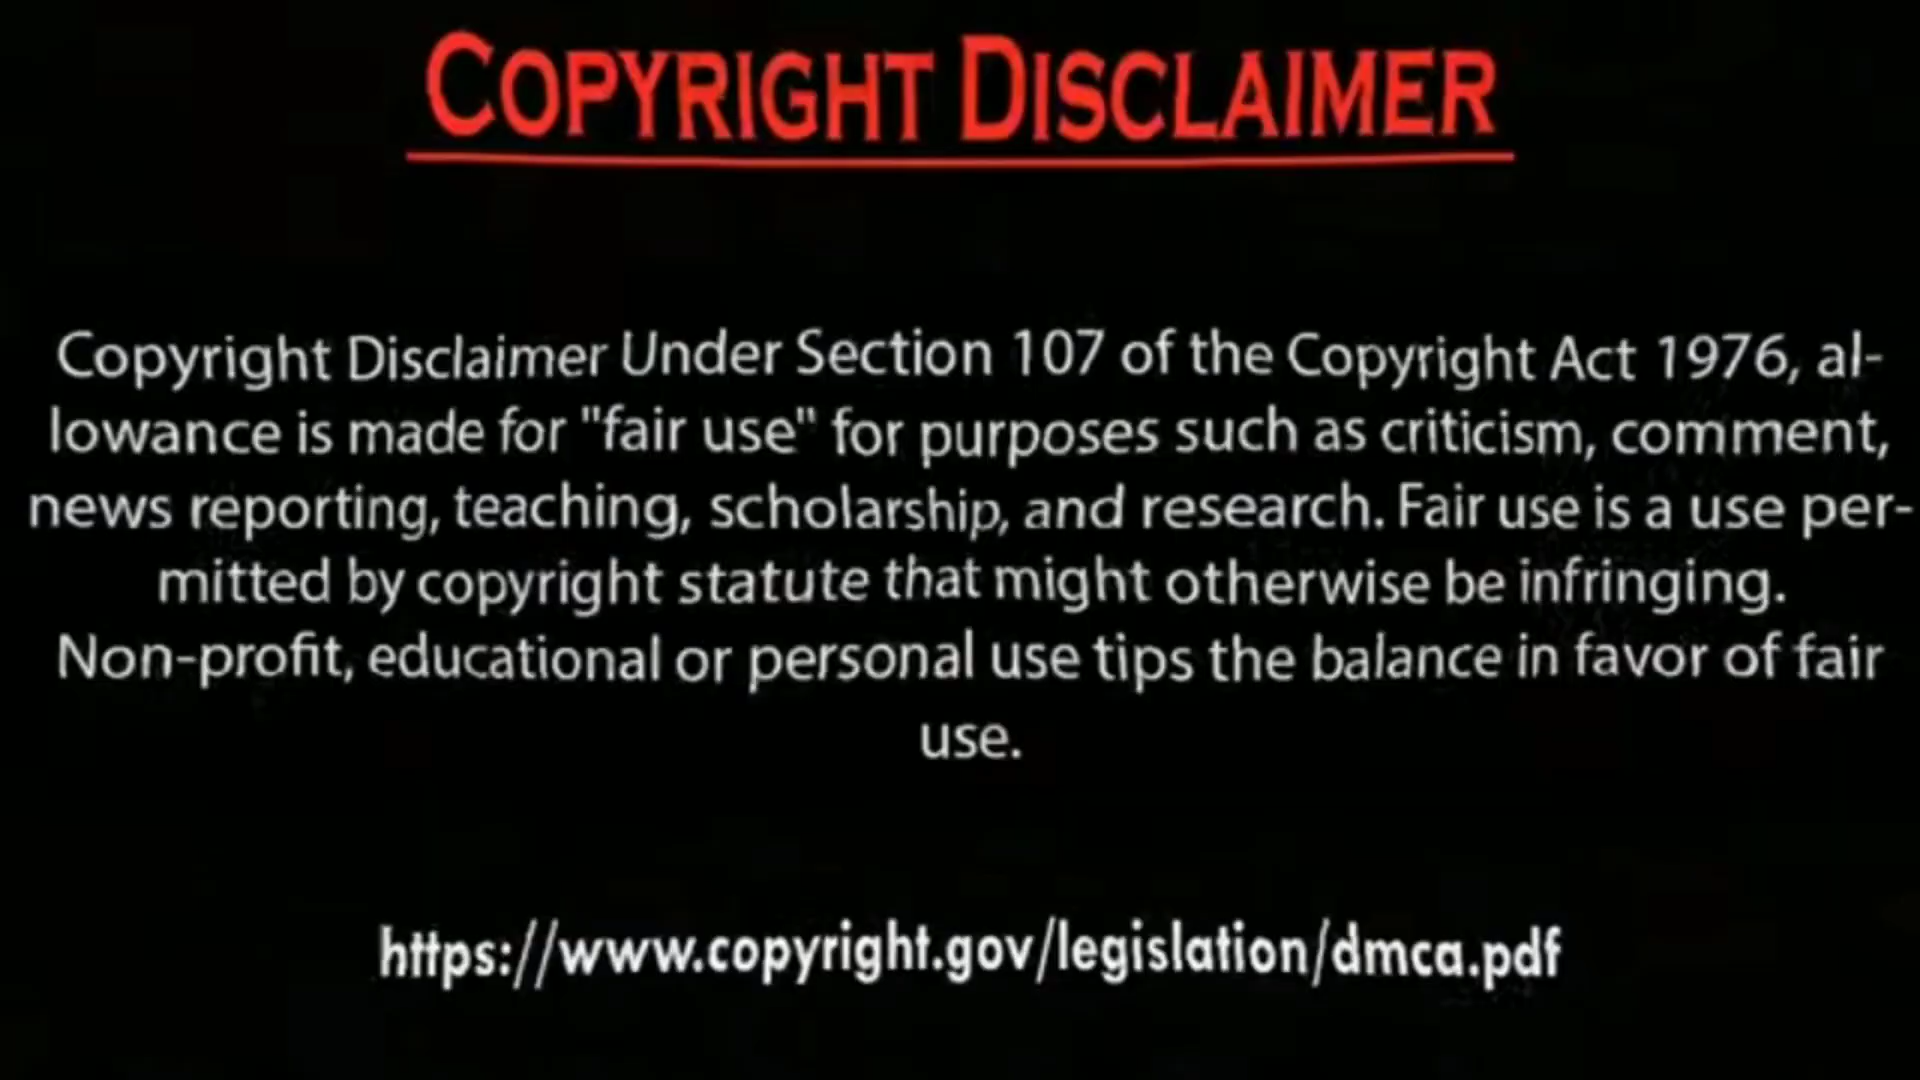 COPYRIGHT DISCLAIMER
Copyright Disclaimer Under Section 107 of the Copyright Act 1976, al-
lowance is made for "fair use" for purposes such as criticism, comment,
news reporting, teaching, scholarship, and research. Fair use is a use per-
mitted by copyright statute that might otherwise be infringing.
Non-profit, educational or personal use tips the balance in favor of fair
use.
https://www.copyright.gov/legislation/dmca.pdf